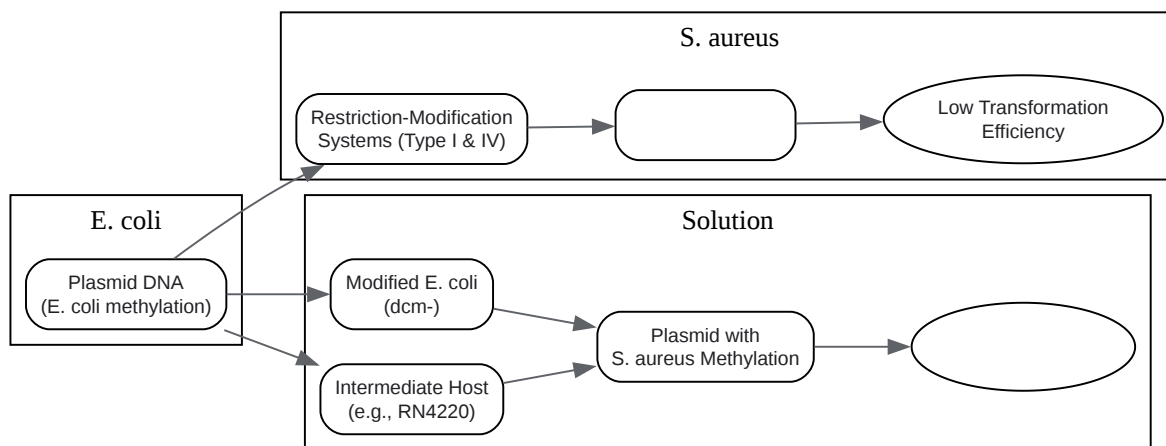 S. aureus
Restriction-Modification
Systems (Type I & IV)
Low Transformation
Efficiency
E. coli
Plasmid DNA
(E. coli methylation)
Solution
Modified E. coli
(dcm-)
Intermediate Host
(e.g., RN4220)
Plasmid with
S. aureus Methylation